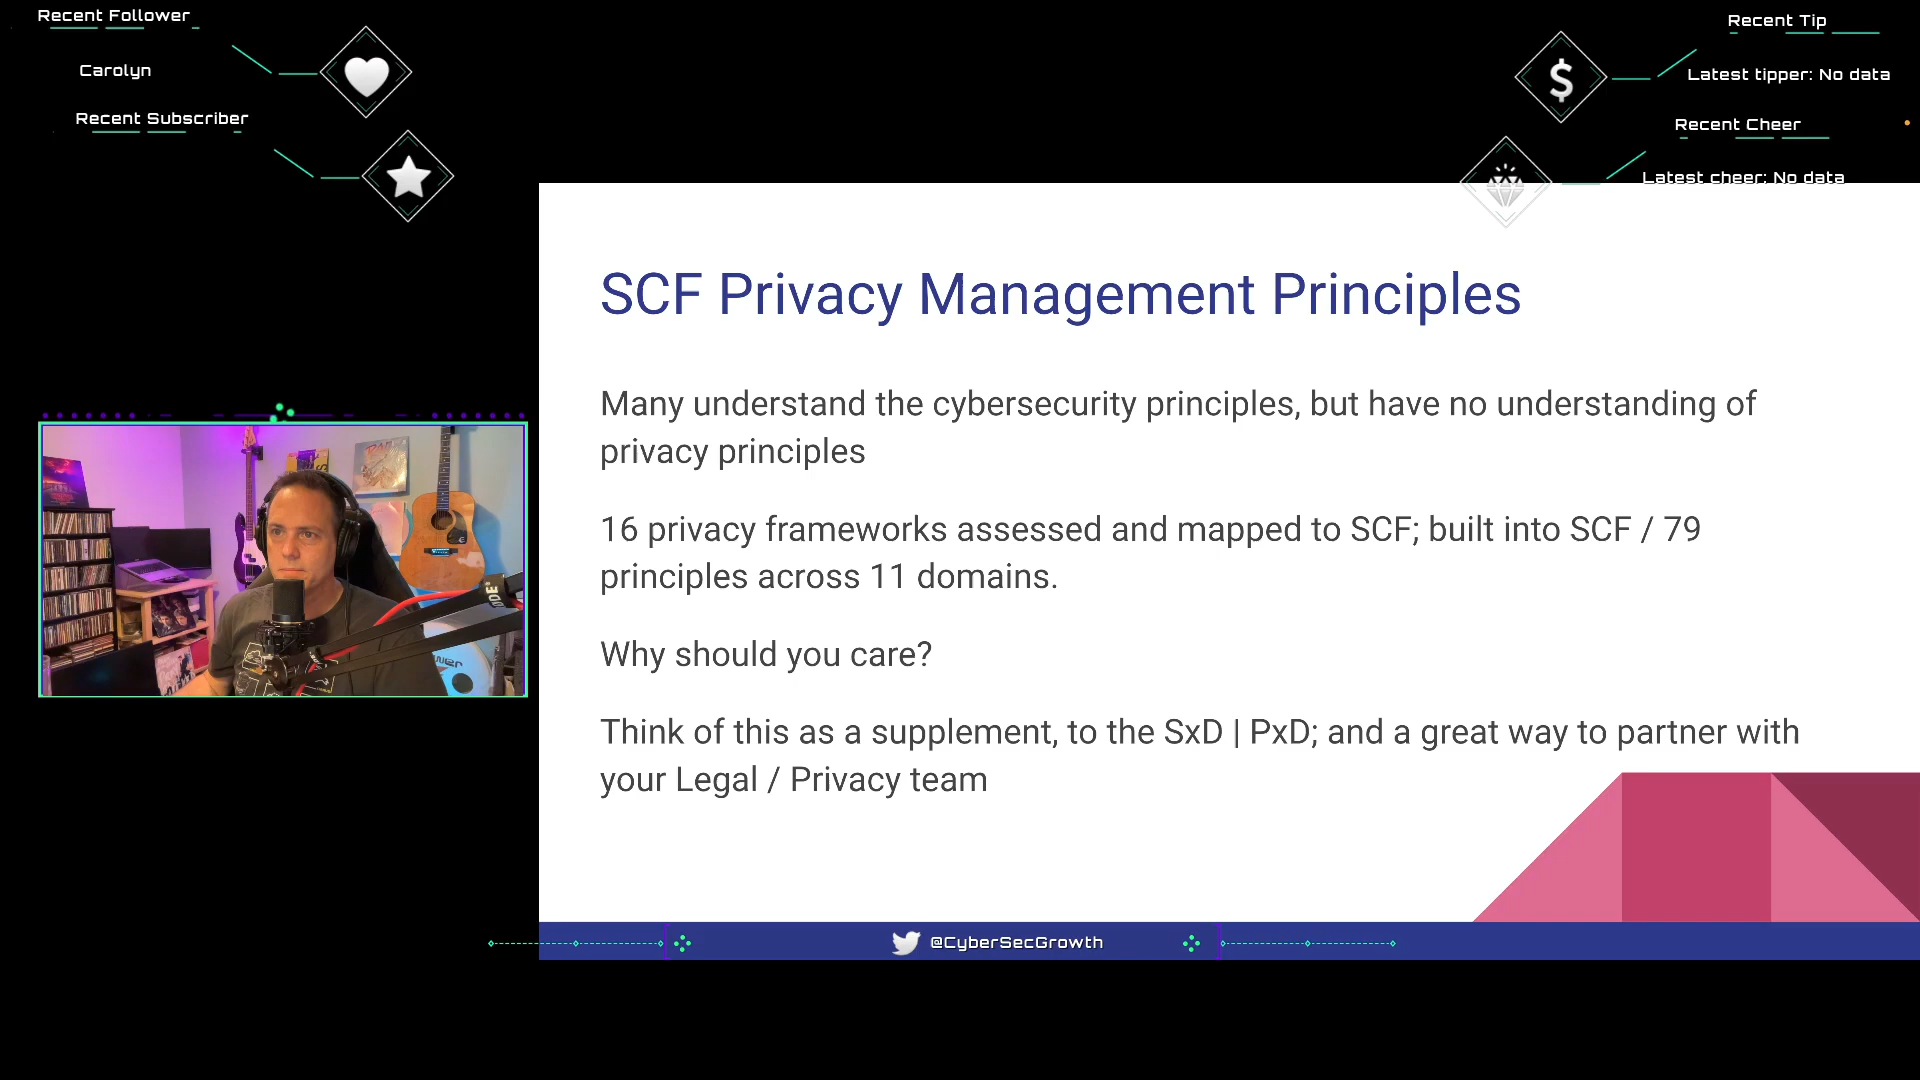 Recent Follower
Carolyn
Recent Subscriber
Recent Tip
Latest tipper: No data
Recent Cheer
Latest cheer: No data
SCF Privacy Management Principles
Many understand the cybersecurity principles, but have no understanding of
privacy principles
16 privacy frameworks assessed and mapped to SCF; built into SCF / 79
principles across 11 domains.
Why should you care?
Think of this as a supplement, to the SxD | PxD; and a great way to partner with
your Legal / Privacy team
@CyberSecGrowth